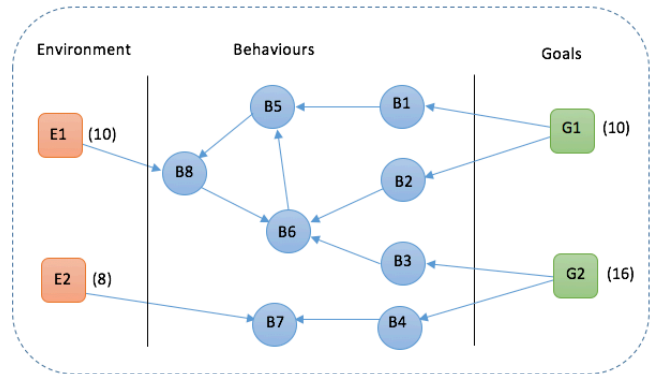 Environment
Behaviours
Goals
B5
B1
E1 (10)
G1 (10)
B8
B2
B6
B3
E2 (8)
G2 (16)
B7
B4